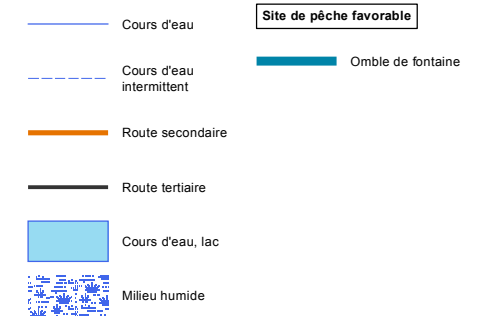 Cours d'eau
Cours d'eau
intermittent
Route secondaire
Route tertiaire
Cours d'eau, lac
Milieu humide
Site de pêche favorable
Omble de fontaine